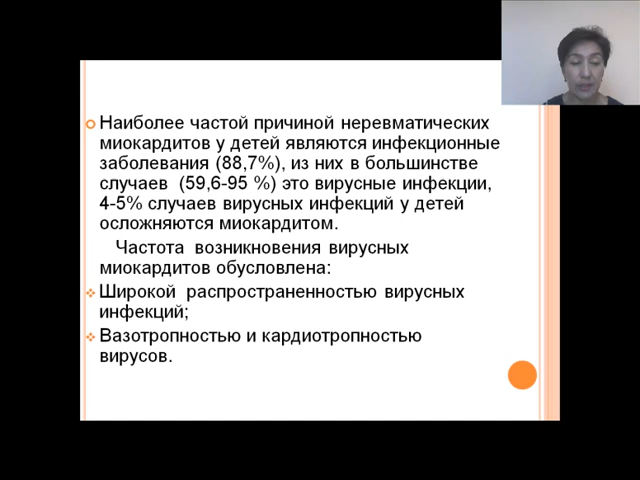 Наиболее частой причиной неревматических
миокардитов у детей являются инфекционные
заболевания (88,7%), из них в большинстве
случаев (59,6-95 %) это вирусные инфекции,
4-5% случаев вирусных инфекций у детей
осложняются миокардитом.
Частота возникновения вирусных
миокардитов обусловлена:
Широкой распространенностью вирусных
инфекций;
Вазотропностью и кардиотропностью
вирусов.